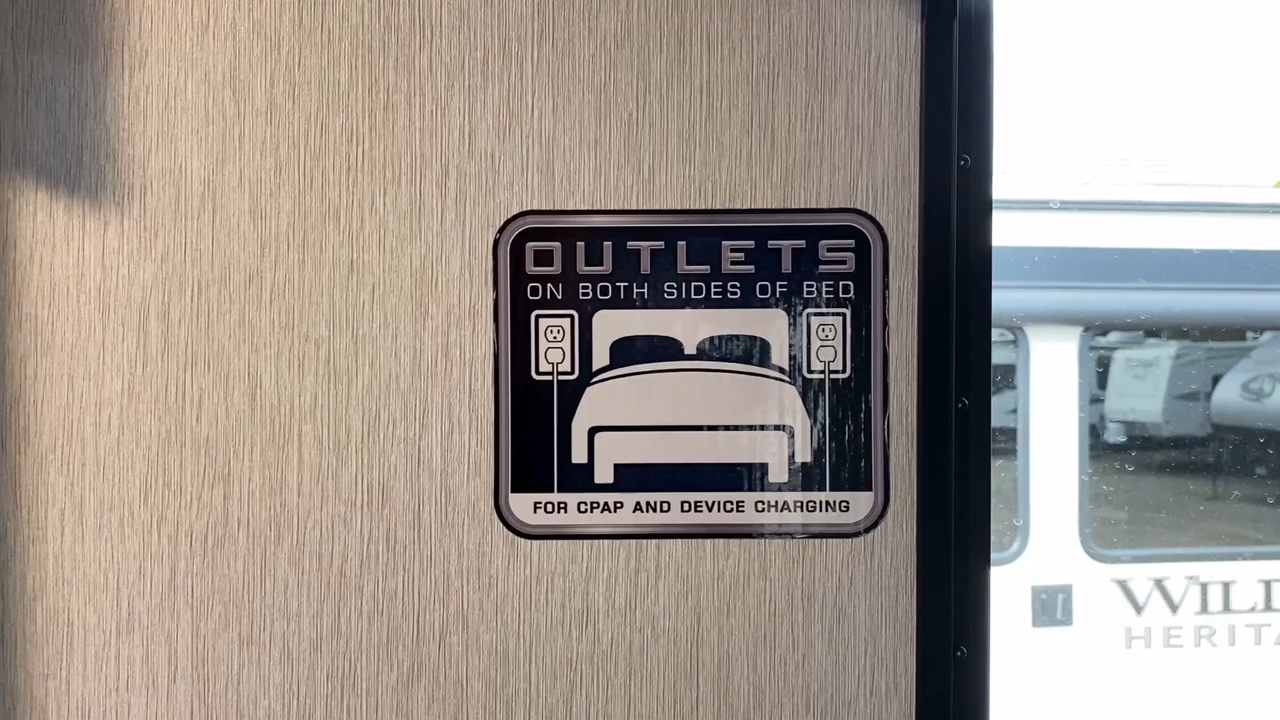 OUTLETS
ON BOTH SIDES OF BED
FOR CPAP AND DEVICE CHARGING